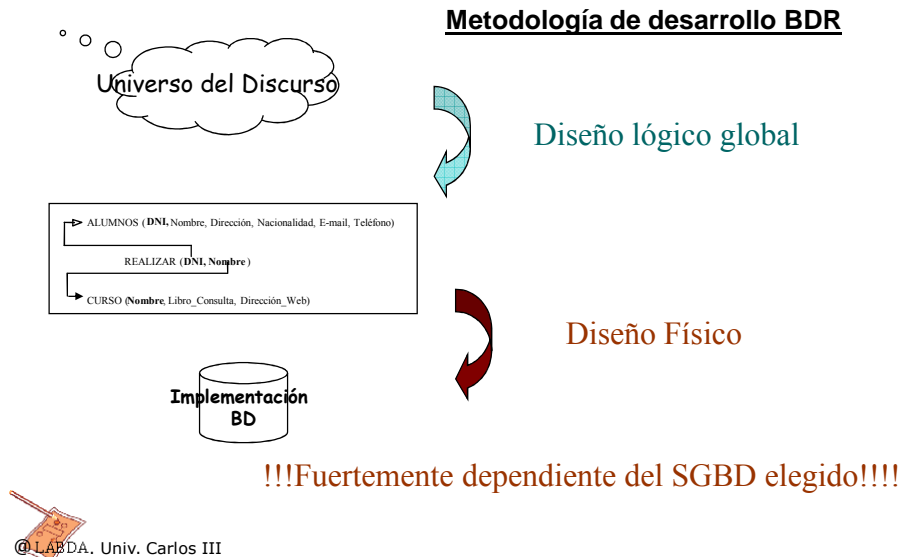 Metodología de desarrollo BDR
Universo del Discurso
Diseño lógico global
ALUMNOS (DNI, Nombre, Dirección, Nacionalidad, E-mail, Teléfono)
REALIZAR (DNI, Nombre)
CURSO (Nombre, Libro_Consulta, Dirección_Web)
Diseño Físico
Implementación
BD
!!!Fuertemente dependiente del SGBD elegido!!!!
@LABDA. Univ. Carlos III